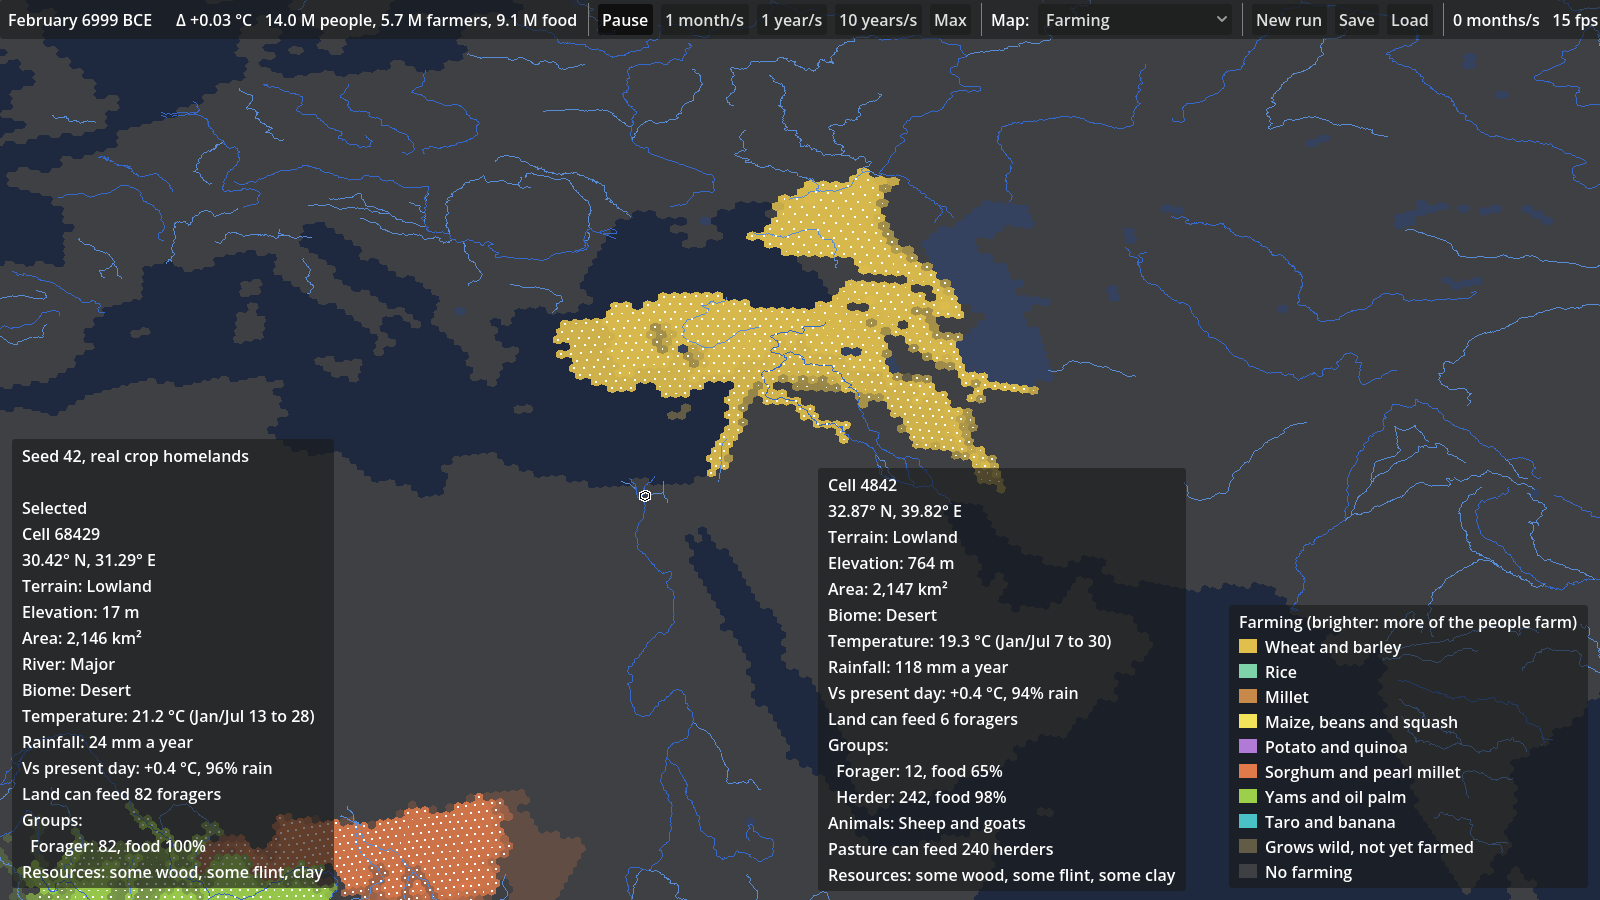 February 6999 BCE Δ +0.03 °C 14.0 M people, 5.7 M farmers, 9.1 M food Pause 1 month/s 1 year/s 10 years/s Max Map: Farming New run Save Load 0 months/s 15 fps
Seed 42, real crop homelands
Selected
Cell 68429
30.42° N, 31.29° E
Terrain: Lowland
Elevation: 17 m
Area: 2,146 km²
River: Major
Biome: Desert
Temperature: 21.2 °C (Jan/Jul 13 to 28)
Rainfall: 24 mm a year
Vs present day: +0.4 °C, 96% rain
Land can feed 82 foragers
Groups:
Forager: 82, food 100%
Resources: some wood, some flint, clay
Cell 4842
32.87° N, 39.82° E
Terrain: Lowland
Elevation: 764 m
Area: 2,147 km²
Biome: Desert
Temperature: 19.3 °C (Jan/Jul 7 to 30)
Rainfall: 118 mm a year
Vs present day: +0.4 °C, 94% rain
Land can feed 6 foragers
Groups:
Forager: 12, food 65%
Herder: 242, food 98%
Animals: Sheep and goats
Pasture can feed 240 herders
Resources: some wood, some flint, some clay
Farming (brighter: more of the people farm)
Wheat and barley
Rice
Millet
Maize, beans and squash
Potato and quinoa
Sorghum and pearl millet
Yams and oil palm
Taro and banana
Grows wild, not yet farmed
No farming